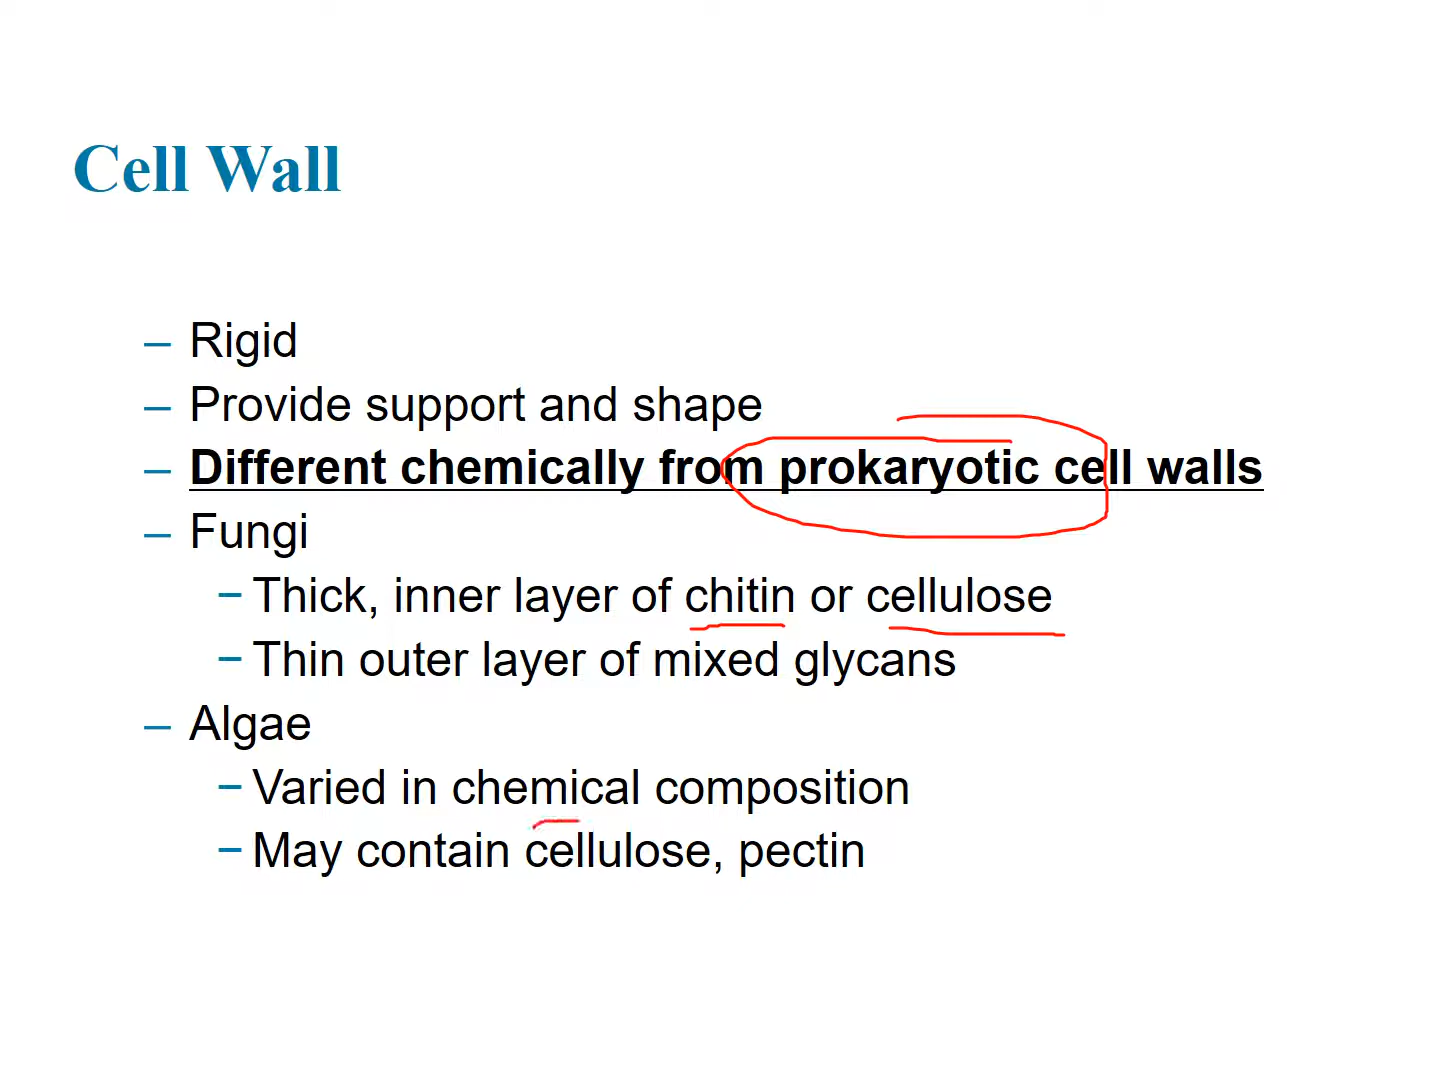 Cell Wall
– Rigid
– Provide support and shape
– Different chemically from prokaryotic cell walls
– Fungi
− Thick, inner layer of chitin or cellulose
− Thin outer layer of mixed glycans
– Algae
− Varied in chemical composition
− May contain cellulose, pectin